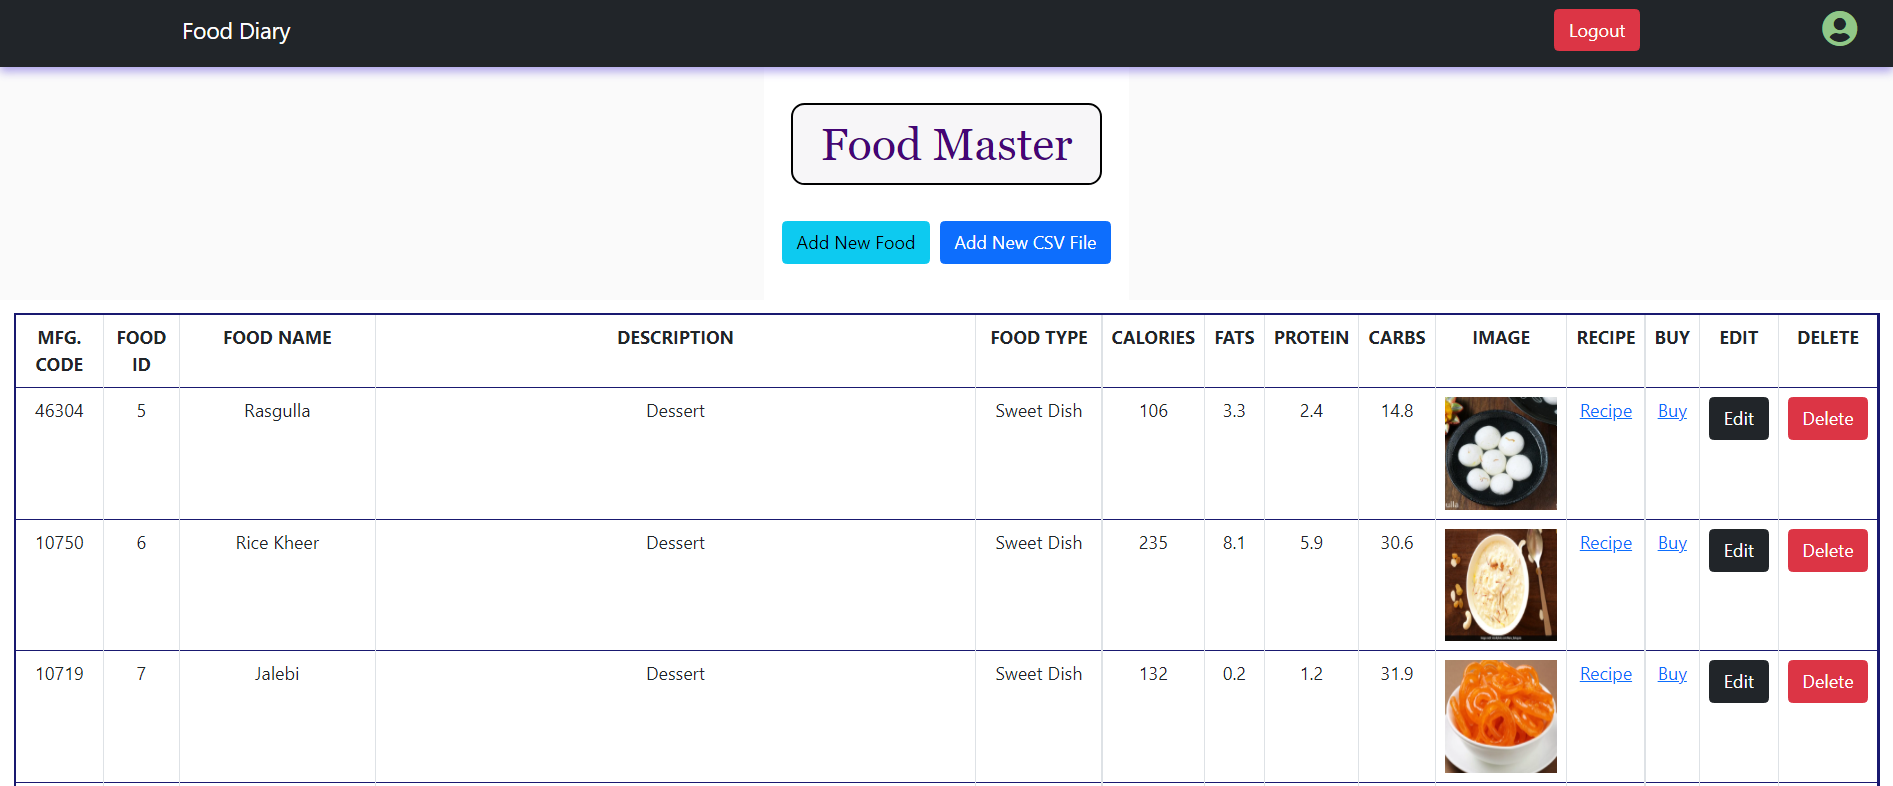 Food Diary Logout
Food Master
Add New Food Add New CSV File
MFG. CODE FOOD ID FOOD NAME DESCRIPTION FOOD TYPE CALORIES FATS PROTEIN CARBS IMAGE RECIPE BUY EDIT DELETE
46304 5 Rasgulla Dessert Sweet Dish 106 3.3 2.4 14.8 Recipe Buy Edit Delete
10750 6 Rice Kheer Dessert Sweet Dish 235 8.1 5.9 30.6 Recipe Buy Edit Delete
10719 7 Jalebi Dessert Sweet Dish 132 0.2 1.2 31.9 Recipe Buy Edit Delete